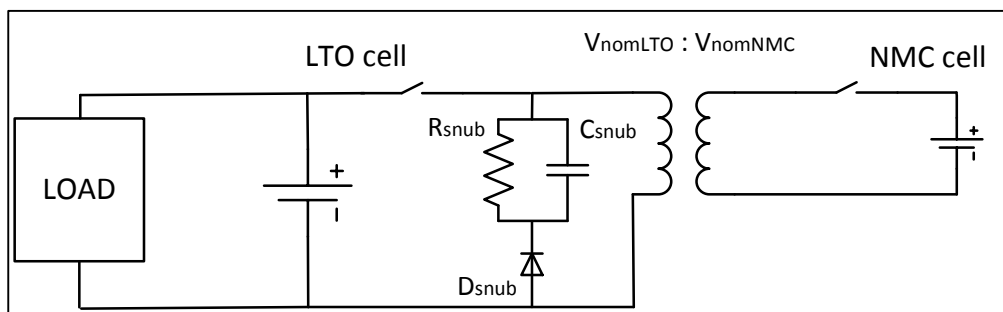 VnomLTO : VnomNMC
LTO cell
NMC cell
Rsnub
Csnub
LOAD
Dsnub